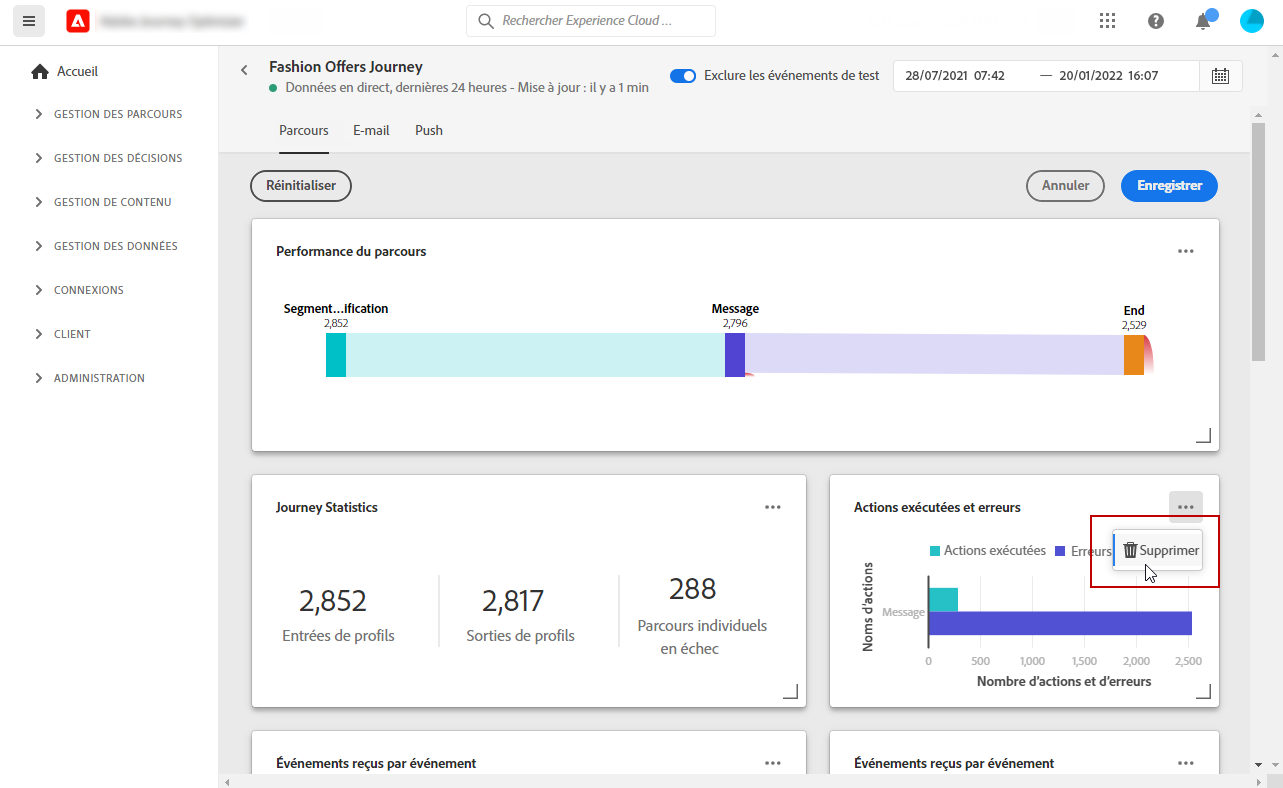 Rechercher Experience Cloud ...
Accueil
GESTION DES PARCOURS
GESTION DES DÉCISIONS
GESTION DE CONTENU
GESTION DES DONNÉES
CONNEXIONS
CLIENT
ADMINISTRATION
Fashion Offers Journey
Données en direct, dernières 24 heures - Mise à jour : il y a 1 min
Exclure les événements de test
28/07/2021 07:42 — 20/01/2022 16:07
Parcours E-mail Push
Réinitialiser Annuler Enregistrer
Performance du parcours
Segment...ification
2,852
Message
2,796
End
2,529
Journey Statistics
2,852
Entrées de profils
2,817
Sorties de profils
288
Parcours individuels
en échec
Actions exécutées et erreurs
Actions exécutées Erreurs
Supprimer
Noms d'actions
Message
0 500 1,000 1,500 2,000 2,500
Nombre d'actions et d'erreurs
Événements reçus par événement
Événements reçus par événement